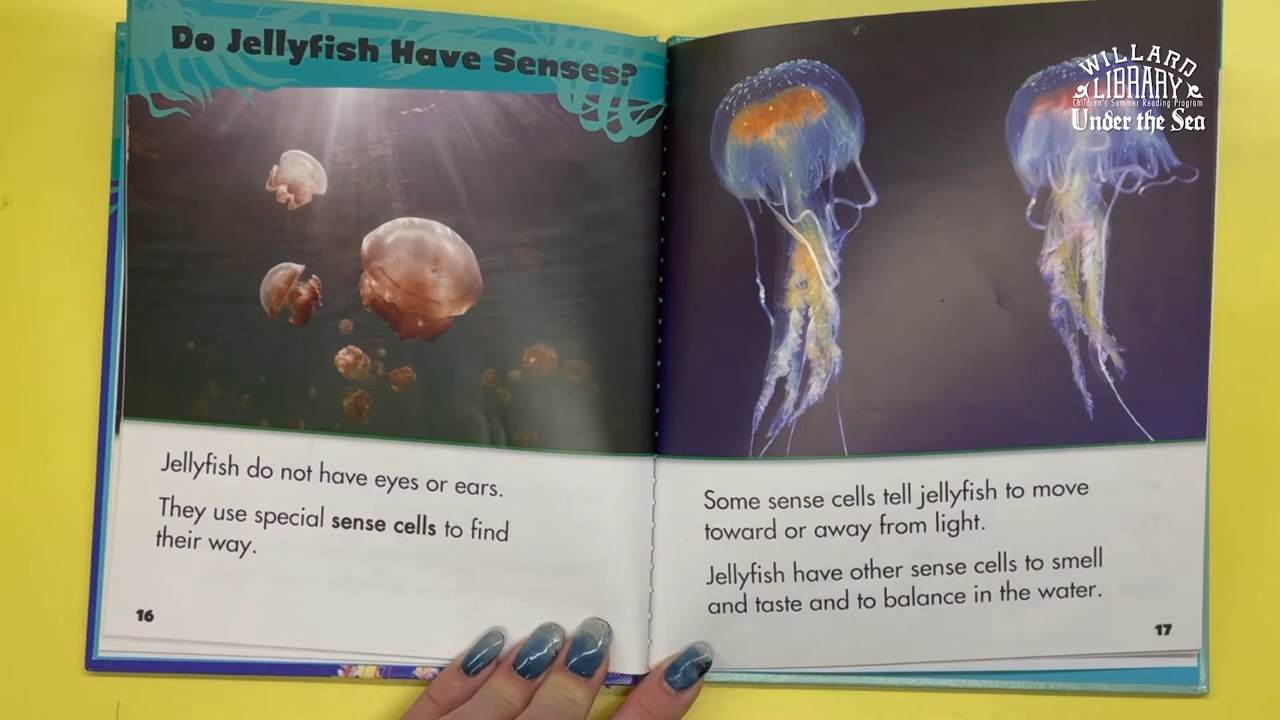 Do Jellyfish Have Senses?
Jellyfish do not have eyes or ears.
They use special sense cells to find
their way.
16
Some sense cells tell jellyfish to move
toward or away from light.
Jellyfish have other sense cells to smell
and taste and to balance in the water.
17
WILLARD
LIBRARY
Children's Summer Reading Program
Under the Sea